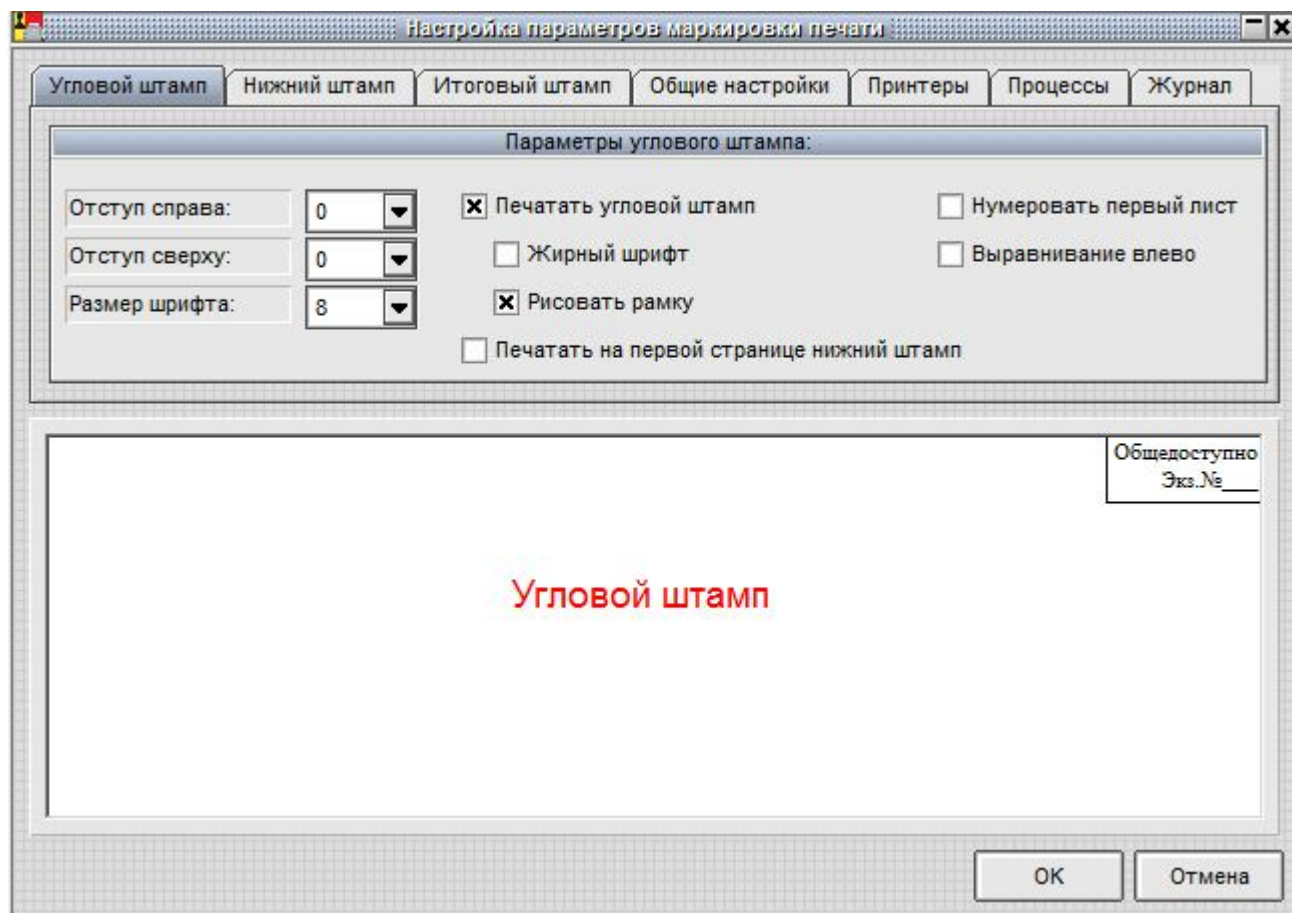 Настройка параметров маркировки печати
Угловой штамп Нижний штамп Итоговый штамп Общие настройки Принтеры Процессы Журнал
Параметры углового штампа:
Отступ справа: 0 Печатать угловой штамп Нумеровать первый лист
Отступ сверху: 0 Жирный шрифт Выравнивание влево
Размер шрифта: 8 Рисовать рамку
Печатать на первой странице нижний штамп
Общедоступно
Экз.№___
Угловой штамп
ОК Отмена